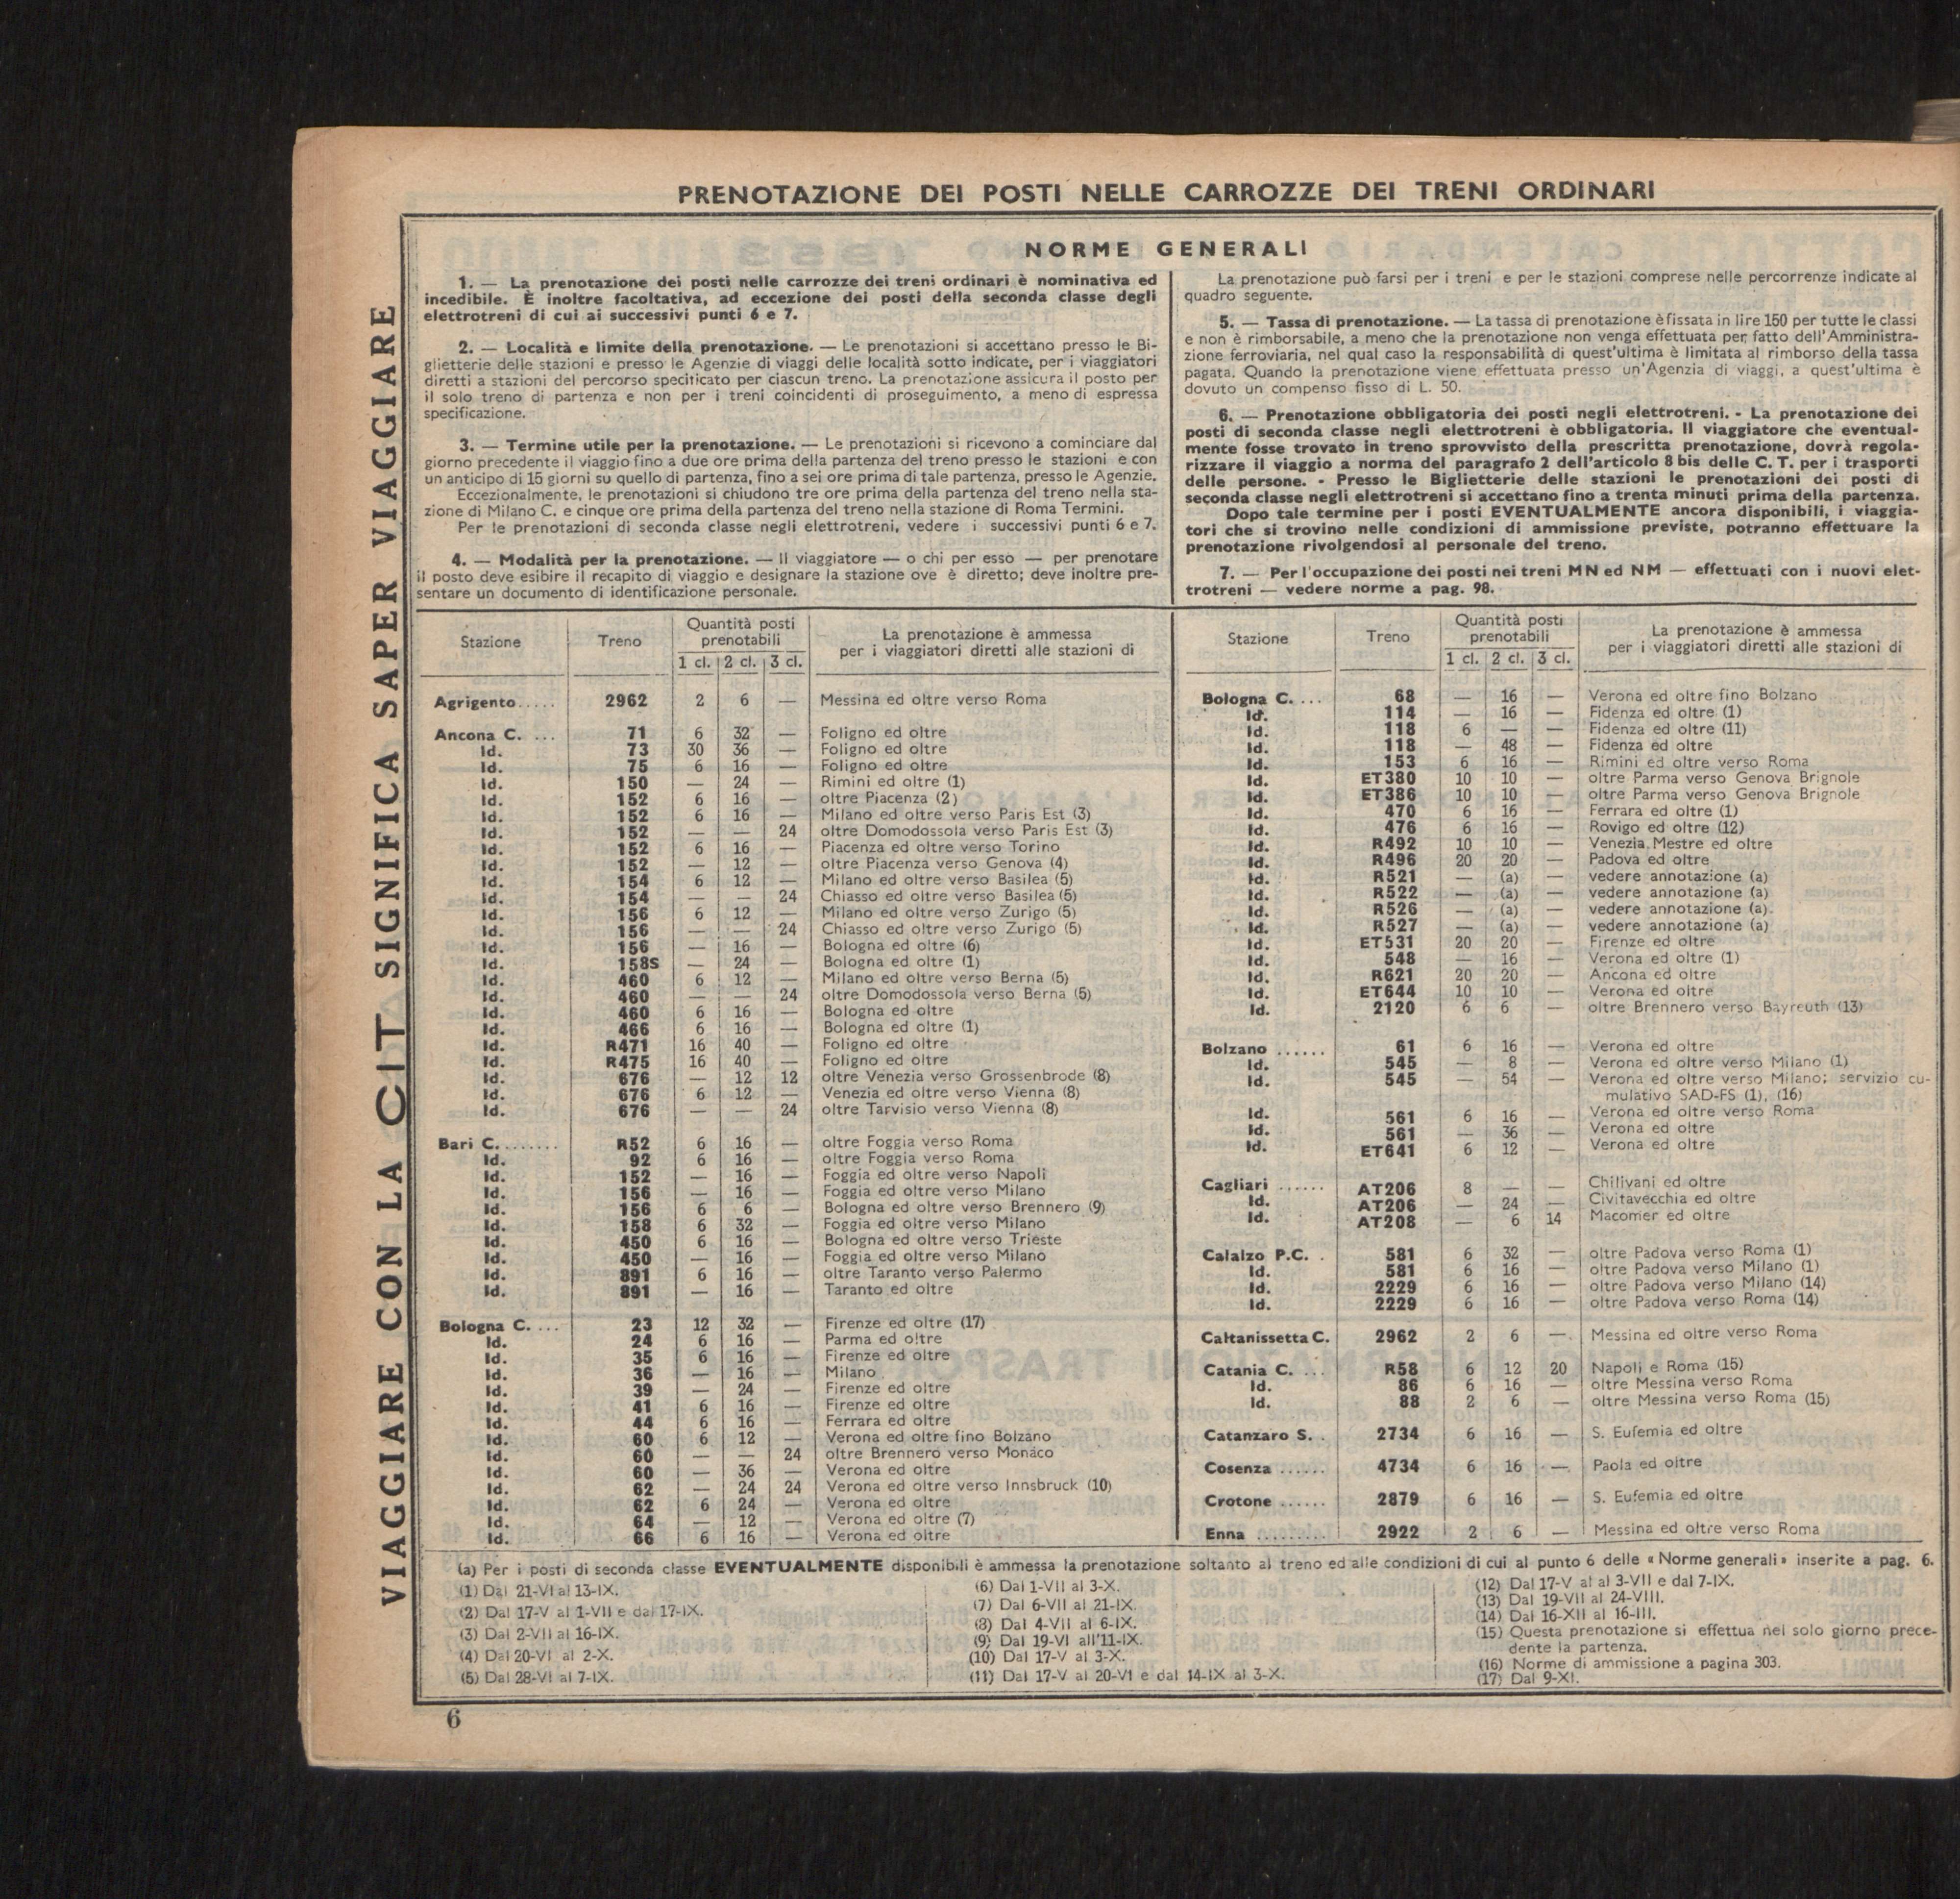 PRENOTAZIONE DEI POSTI NELLE CARROZZE DEI TRENI ORDINARI
VIAGGIARE CON LA CIT SIGNIFICA SAPER VIAGGIARE
NORME GENERALI
1. — La prenotazione dei posti nelle carrozze dei treni ordinari è nominativa ed
incedibile. È inoltre facoltativa, ad eccezione dei posti della seconda classe degli
elettrotreni di cui ai successivi punti 6 e 7.
2. — Località e limite della prenotazione. — Le prenotazioni si accettano presso le Bi-
glietterie delle stazioni e presso le Agenzie di viaggi delle località sotto indicate, per i viaggiatori
diretti a stazioni del percorso specificato per ciascun treno. La prenotazione assicura il posto per
il solo treno di partenza e non per i treni coincidenti di proseguimento, a meno di espressa
specificazione.
3. — Termine utile per la prenotazione. — Le prenotazioni si ricevono a cominciare dal
giorno precedente il viaggio fino a due ore prima della partenza del treno presso le stazioni e con
un anticipo di 15 giorni su quello di partenza, fino a sei ore prima di tale partenza, presso le Agenzie.
Eccezionalmente, le prenotazioni si chiudono tre ore prima della partenza del treno nella sta-
zione di Milano C. e cinque ore prima della partenza del treno nella stazione di Roma Termini.
Per le prenotazioni di seconda classe negli elettrotreni, vedere i successivi punti 6 e 7.
4. — Modalità per la prenotazione. — Il viaggiatore — o chi per esso — per prenotare
il posto deve esibire il recapito di viaggio e designare la stazione ove è diretto; deve inoltre pre-
sentare un documento di identificazione personale.
La prenotazione può farsi per i treni e per le stazioni comprese nelle percorrenze indicate al
quadro seguente.
5. — Tassa di prenotazione. — La tassa di prenotazione è fissata in lire 150 per tutte le classi
e non è rimborsabile, a meno che la prenotazione non venga effettuata per fatto dell'Amministra-
zione ferroviaria, nel qual caso la responsabilità di quest'ultima è limitata al rimborso della tassa
pagata. Quando la prenotazione viene effettuata presso un'Agenzia di viaggi, a quest'ultima è
dovuto un compenso fisso di L. 50.
6. — Prenotazione obbligatoria dei posti negli elettrotreni. - La prenotazione dei
posti di seconda classe negli elettrotreni è obbligatoria. Il viaggiatore che eventual-
mente fosse trovato in treno sprovvisto della prescritta prenotazione, dovrà regola-
rizzare il viaggio a norma del paragrafo 2 dell'articolo 8 bis delle C. T. per i trasporti
delle persone. - Presso le Biglietterie delle stazioni le prenotazioni dei posti di
seconda classe negli elettrotreni si accettano fino a trenta minuti prima della partenza.
Dopo tale termine per i posti EVENTUALMENTE ancora disponibili, i viaggia-
tori che si trovino nelle condizioni di ammissione previste, potranno effettuare la
prenotazione rivolgendosi al personale del treno.
7. — Per l'occupazione dei posti nei treni MN ed NM — effettuati con i nuovi elet-
trotreni — vedere norme a pag. 98.
Stazione Treno Quantità posti prenotabili La prenotazione è ammessa
per i viaggiatori diretti alle stazioni di
1 cl. 2 cl. 3 cl.
Agrigento..... 2962 2 6 — Messina ed oltre verso Roma
Ancona C. ... 71 6 32 — Foligno ed oltre
Id. 73 30 36 — Foligno ed oltre
Id. 75 6 16 — Foligno ed oltre
Id. 150 — 24 — Rimini ed oltre (1)
Id. 152 6 16 — oltre Piacenza (2)
Id. 152 6 16 — Milano ed oltre verso Paris Est (3)
Id. 152 — — 24 oltre Domodossola verso Paris Est (3)
Id. 152 6 16 — Piacenza ed oltre verso Torino
Id. 152 — 12 — oltre Piacenza verso Genova (4)
Id. 154 6 12 — Milano ed oltre verso Basilea (5)
Id. 154 — — 24 Chiasso ed oltre verso Basilea (5)
Id. 156 6 12 — Milano ed oltre verso Zurigo (5)
Id. 156 — — 24 Chiasso ed oltre verso Zurigo (5)
Id. 156 — 16 — Bologna ed oltre (6)
Id. 158S — 24 — Bologna ed oltre (1)
Id. 460 6 12 — Milano ed oltre verso Berna (5)
Id. 460 — — 24 oltre Domodossola verso Berna (5)
Id. 460 6 16 — Bologna ed oltre
Id. 466 6 16 — Bologna ed oltre (1)
Id. R471 16 40 — Foligno ed oltre
Id. R475 16 40 — Foligno ed oltre
Id. 676 — 12 12 oltre Venezia verso Grossenbrode (8)
Id. 676 6 12 — Venezia ed oltre verso Vienna (8)
Id. 676 — — 24 oltre Tarvisio verso Vienna (8)
Bari C........ R52 6 16 — oltre Foggia verso Roma
Id. 92 6 16 — oltre Foggia verso Roma
Id. 152 — 16 — Foggia ed oltre verso Napoli
Id. 156 — 16 — Foggia ed oltre verso Milano
Id. 156 6 6 — Bologna ed oltre verso Brennero (9)
Id. 158 6 32 — Foggia ed oltre verso Milano
Id. 450 6 16 — Bologna ed oltre verso Trieste
Id. 450 — 16 — Foggia ed oltre verso Milano
Id. 891 6 16 — oltre Taranto verso Palermo
Id. 891 — 16 — Taranto ed oltre
Bologna C. ... 23 12 32 — Firenze ed oltre (17)
Id. 24 6 16 — Parma ed oltre
Id. 35 6 16 — Firenze ed oltre
Id. 36 — 16 — Milano
Id. 39 — 24 — Firenze ed oltre
Id. 41 6 16 — Firenze ed oltre
Id. 44 6 16 — Ferrara ed oltre
Id. 60 6 12 — Verona ed oltre fino Bolzano
Id. 60 — — 24 oltre Brennero verso Monaco
Id. 60 — 36 — Verona ed oltre
Id. 62 — 24 24 Verona ed oltre verso Innsbruck (10)
Id. 62 6 24 — Verona ed oltre
Id. 64 — 12 — Verona ed oltre (7)
Id. 66 6 16 — Verona ed oltre
Stazione Treno Quantità posti prenotabili La prenotazione è ammessa
per i viaggiatori diretti alle stazioni di
1 cl. 2 cl. 3 cl.
Bologna C. ... 68 — 16 — Verona ed oltre fino Bolzano
Id. 114 — 16 — Fidenza ed oltre (1)
Id. 118 6 — — Fidenza ed oltre (11)
Id. 118 — 48 — Fidenza ed oltre
Id. 153 6 16 — Rimini ed oltre verso Roma
Id. ET380 10 10 — oltre Parma verso Genova Brignole
Id. ET386 10 10 — oltre Parma verso Genova Brignole
Id. 470 6 16 — Ferrara ed oltre (1)
Id. 476 6 16 — Rovigo ed oltre (12)
Id. R492 10 10 — Venezia Mestre ed oltre
Id. R496 20 20 — Padova ed oltre
Id. R521 — (a) — vedere annotazione (a)
Id. R522 — (a) — vedere annotazione (a)
Id. R526 — (a) — vedere annotazione (a)
Id. R527 — (a) — vedere annotazione (a)
Id. ET531 20 20 — Firenze ed oltre
Id. 548 — 16 — Verona ed oltre (1)
Id. R621 20 20 — Ancona ed oltre
Id. ET644 10 10 — Verona ed oltre
Id. 2120 6 6 — oltre Brennero verso Bayreuth (13)
Bolzano ...... 61 6 16 — Verona ed oltre
Id. 545 — 8 — Verona ed oltre verso Milano (1)
Id. 545 — 54 — Verona ed oltre verso Milano; servizio cu-
mulativo SAD-FS (1), (16)
Id. 561 6 16 — Verona ed oltre verso Roma
Id. 561 — 36 — Verona ed oltre
Id. ET641 6 12 — Verona ed oltre
Cagliari ...... AT206 8 — — Chilivani ed oltre
Id. AT206 — 24 — Civitavecchia ed oltre
Id. AT208 — 6 14 Macomer ed oltre
Calalzo P.C. . 581 6 32 — oltre Padova verso Roma (1)
Id. 581 6 16 — oltre Padova verso Milano (1)
Id. 2229 6 16 — oltre Padova verso Milano (14)
Id. 2229 6 16 — oltre Padova verso Roma (14)
Caltanissetta C. 2962 2 6 — Messina ed oltre verso Roma
Catania C. ... R58 6 12 20 Napoli e Roma (15)
Id. 86 6 16 — oltre Messina verso Roma
Id. 88 2 6 — oltre Messina verso Roma (15)
Catanzaro S. . 2734 6 16 — S. Eufemia ed oltre
Cosenza ...... 4734 6 16 — Paola ed oltre
Crotone ...... 2879 6 16 — S. Eufemia ed oltre
Enna ......... 2922 2 6 — Messina ed oltre verso Roma
(a) Per i posti di seconda classe EVENTUALMENTE disponibili è ammessa la prenotazione soltanto al treno ed alle condizioni di cui al punto 6 delle « Norme generali » inserite a pag. 6.
(1) Dal 21-VI al 13-IX.
(2) Dal 17-V al 1-VII e dal 17-IX.
(3) Dal 2-VII al 16-IX.
(4) Dal 20-VI al 2-X.
(5) Dal 28-VI al 7-IX.
(6) Dal 1-VII al 3-X.
(7) Dal 6-VII al 21-IX.
(8) Dal 4-VII al 6-IX.
(9) Dal 19-VI all'11-IX.
(10) Dal 17-V al 3-X.
(11) Dal 17-V al 20-VI e dal 14-IX al 3-X.
(12) Dal 17-V al al 3-VII e dal 7-IX.
(13) Dal 19-VII al 24-VIII.
(14) Dal 16-XII al 16-III.
(15) Questa prenotazione si effettua nel solo giorno prece-
dente la partenza.
(16) Norme di ammissione a pagina 303.
(17) Dal 9-XI.
6